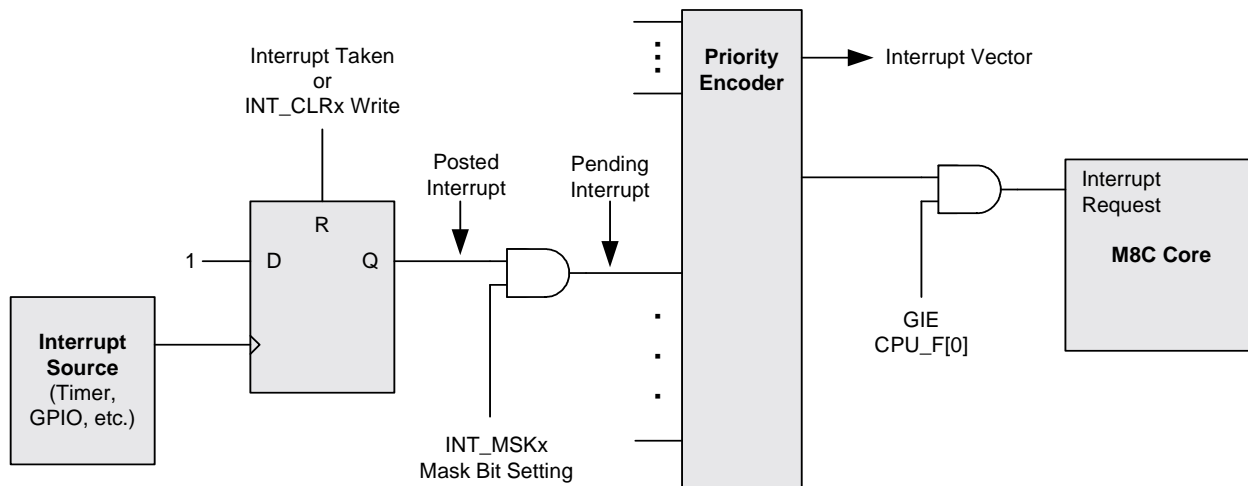 Interrupt Taken
or
INT_CLRx Write
Priority
Encoder
Interrupt Vector
Posted
Interrupt
Pending
Interrupt
R
1
D
Q
Interrupt
Request
M8C Core
GIE
CPU_F[0]
Interrupt
Source
(Timer,
GPIO, etc.)
INT_MSKx
Mask Bit Setting